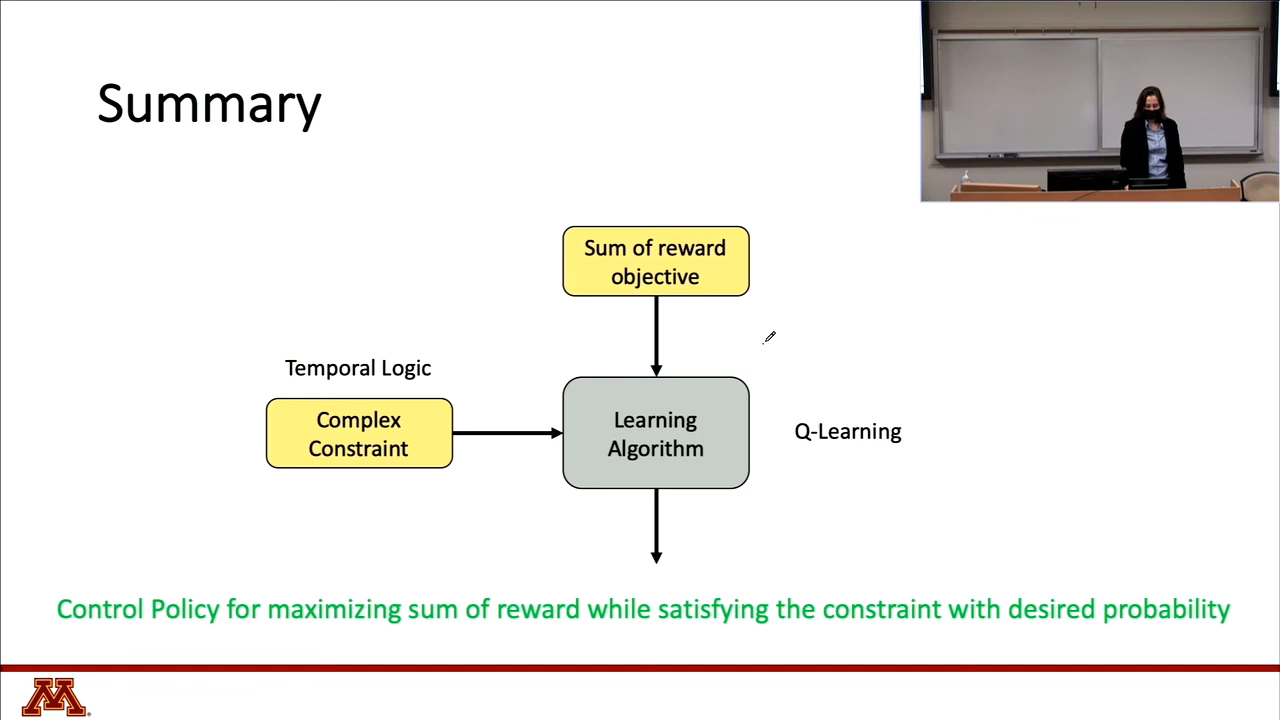 Summary
Sum of reward
objective
Temporal Logic
Complex
Constraint
Learning
Algorithm
Q-Learning
Control Policy for maximizing sum of reward while satisfying the constraint with desired probability
M